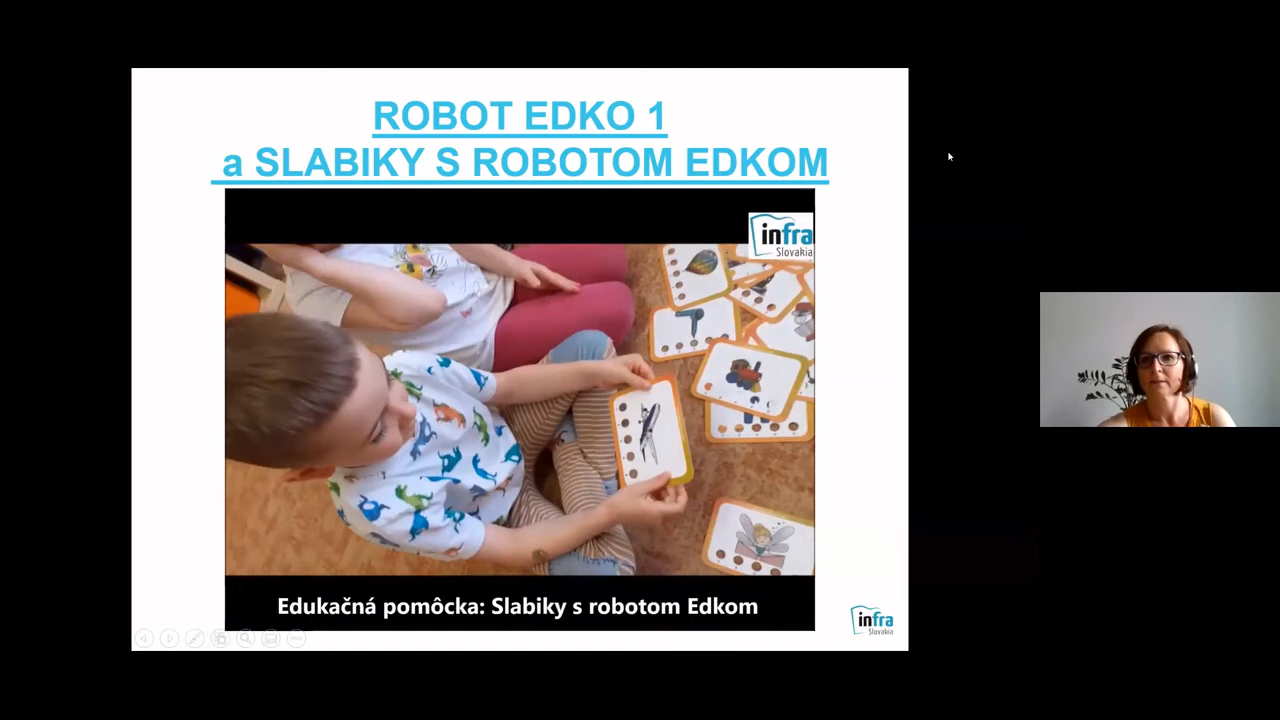 ROBOT EDKO 1
a SLABIKY S ROBOTOM EDKOM
infra
Slovakia
Edukačná pomôcka: Slabiky s robotom Edkom
infra
Slovakia